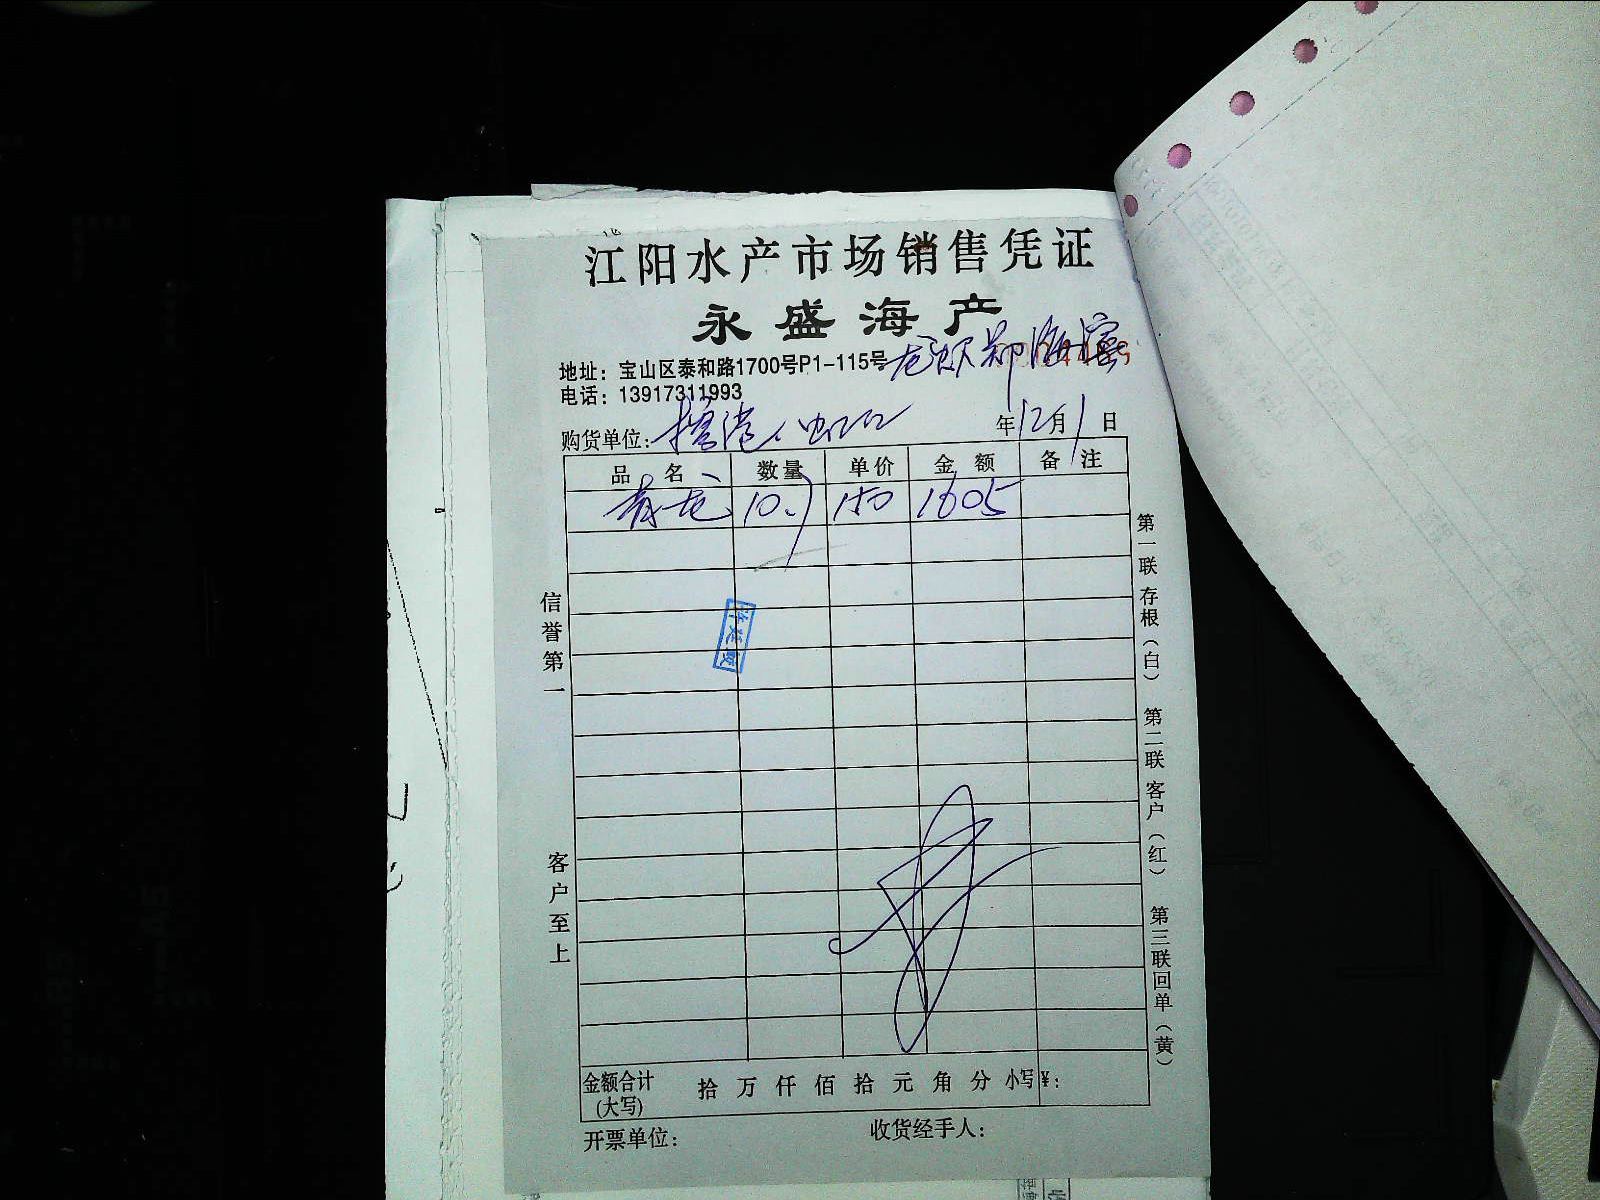 江阳水产市场销售凭证
永盛海产
地址：宝山区泰和路1700号P1-115号
电话：13917311993
购货单位： 年12月1日
品名 数量 单价 金额 备注
青龙 10.7 150 1605
信誉第一
客户至上
第一联 存根（白） 第二联 客户（红） 第三联 回单（黄）
金额合计 拾 万 仟 佰 拾 元 角 分 小写¥：
(大写)
开票单位： 收货经手人：